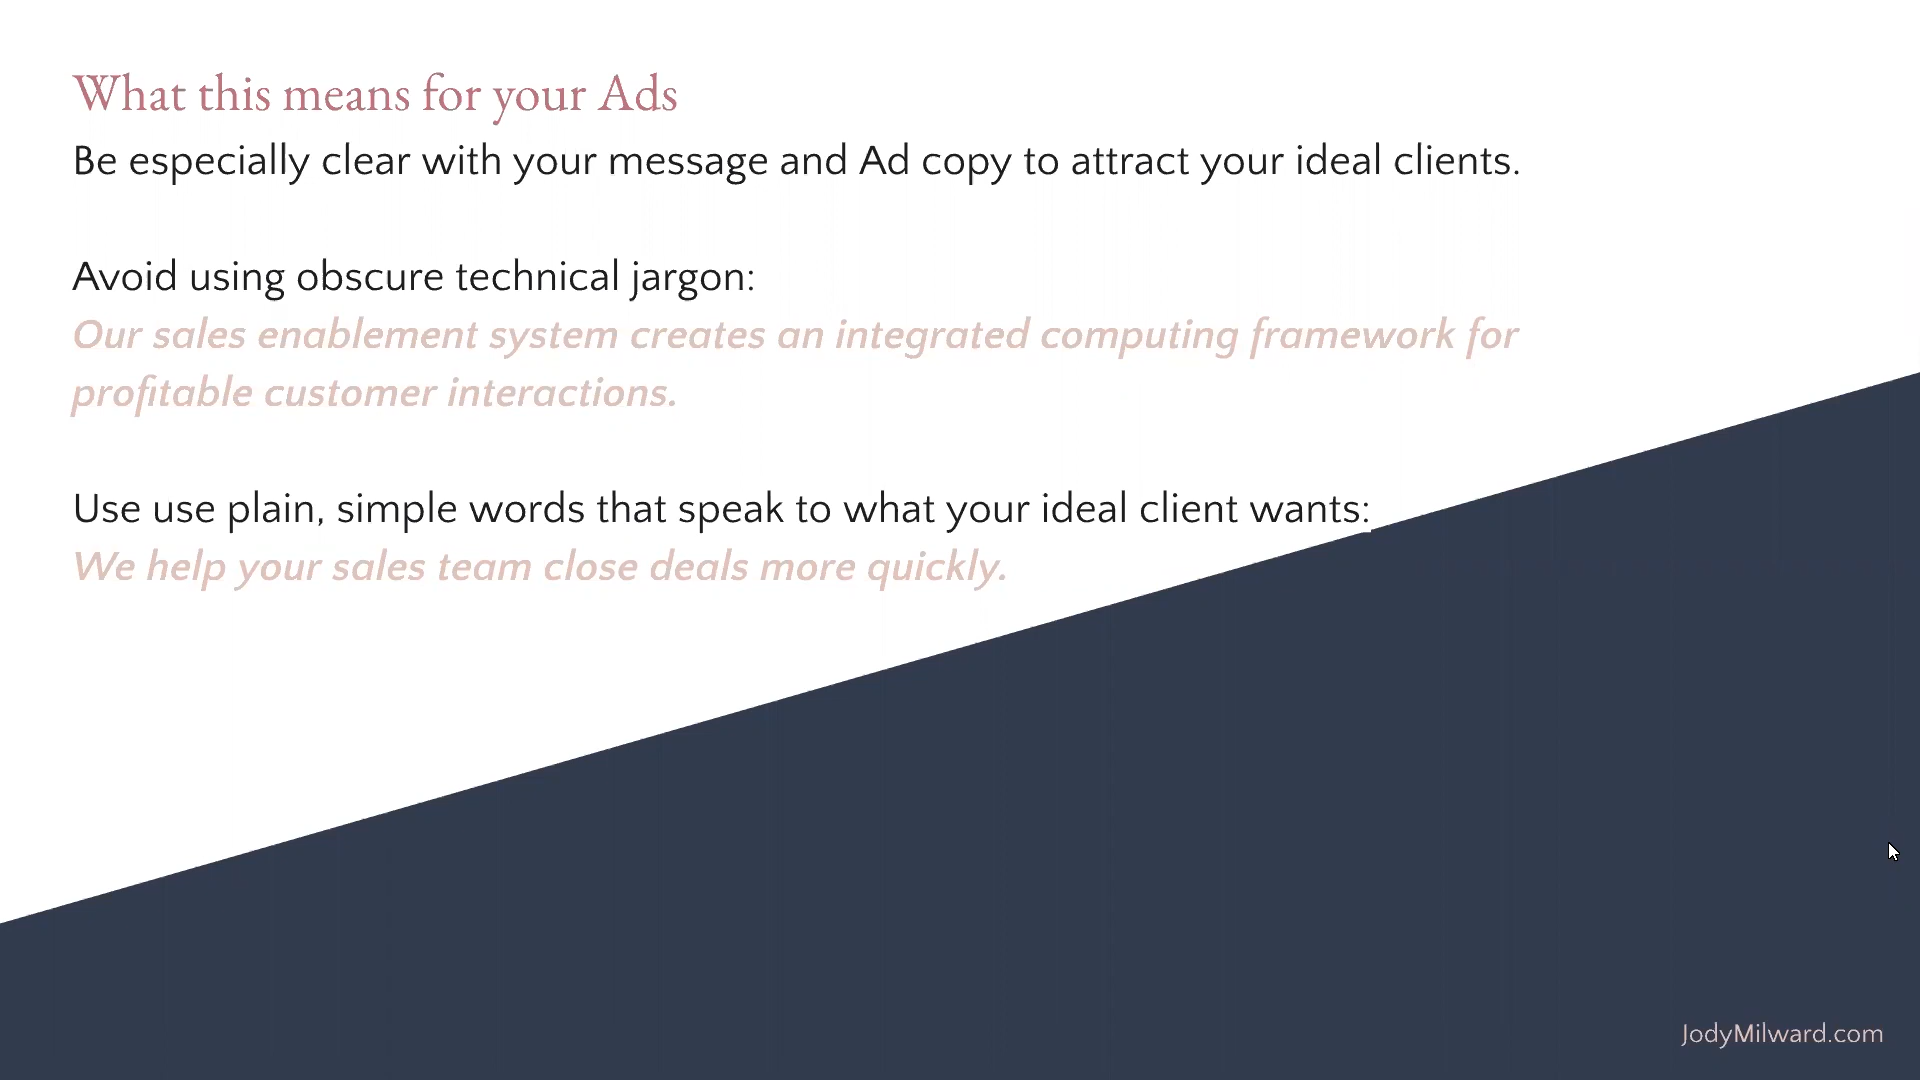 What this means for your Ads
Be especially clear with your message and Ad copy to attract your ideal clients.
Avoid using obscure technical jargon:
Our sales enablement system creates an integrated computing framework for
profitable customer interactions.
Use use plain, simple words that speak to what your ideal client wants:
We help your sales team close deals more quickly.
JodyMilward.com